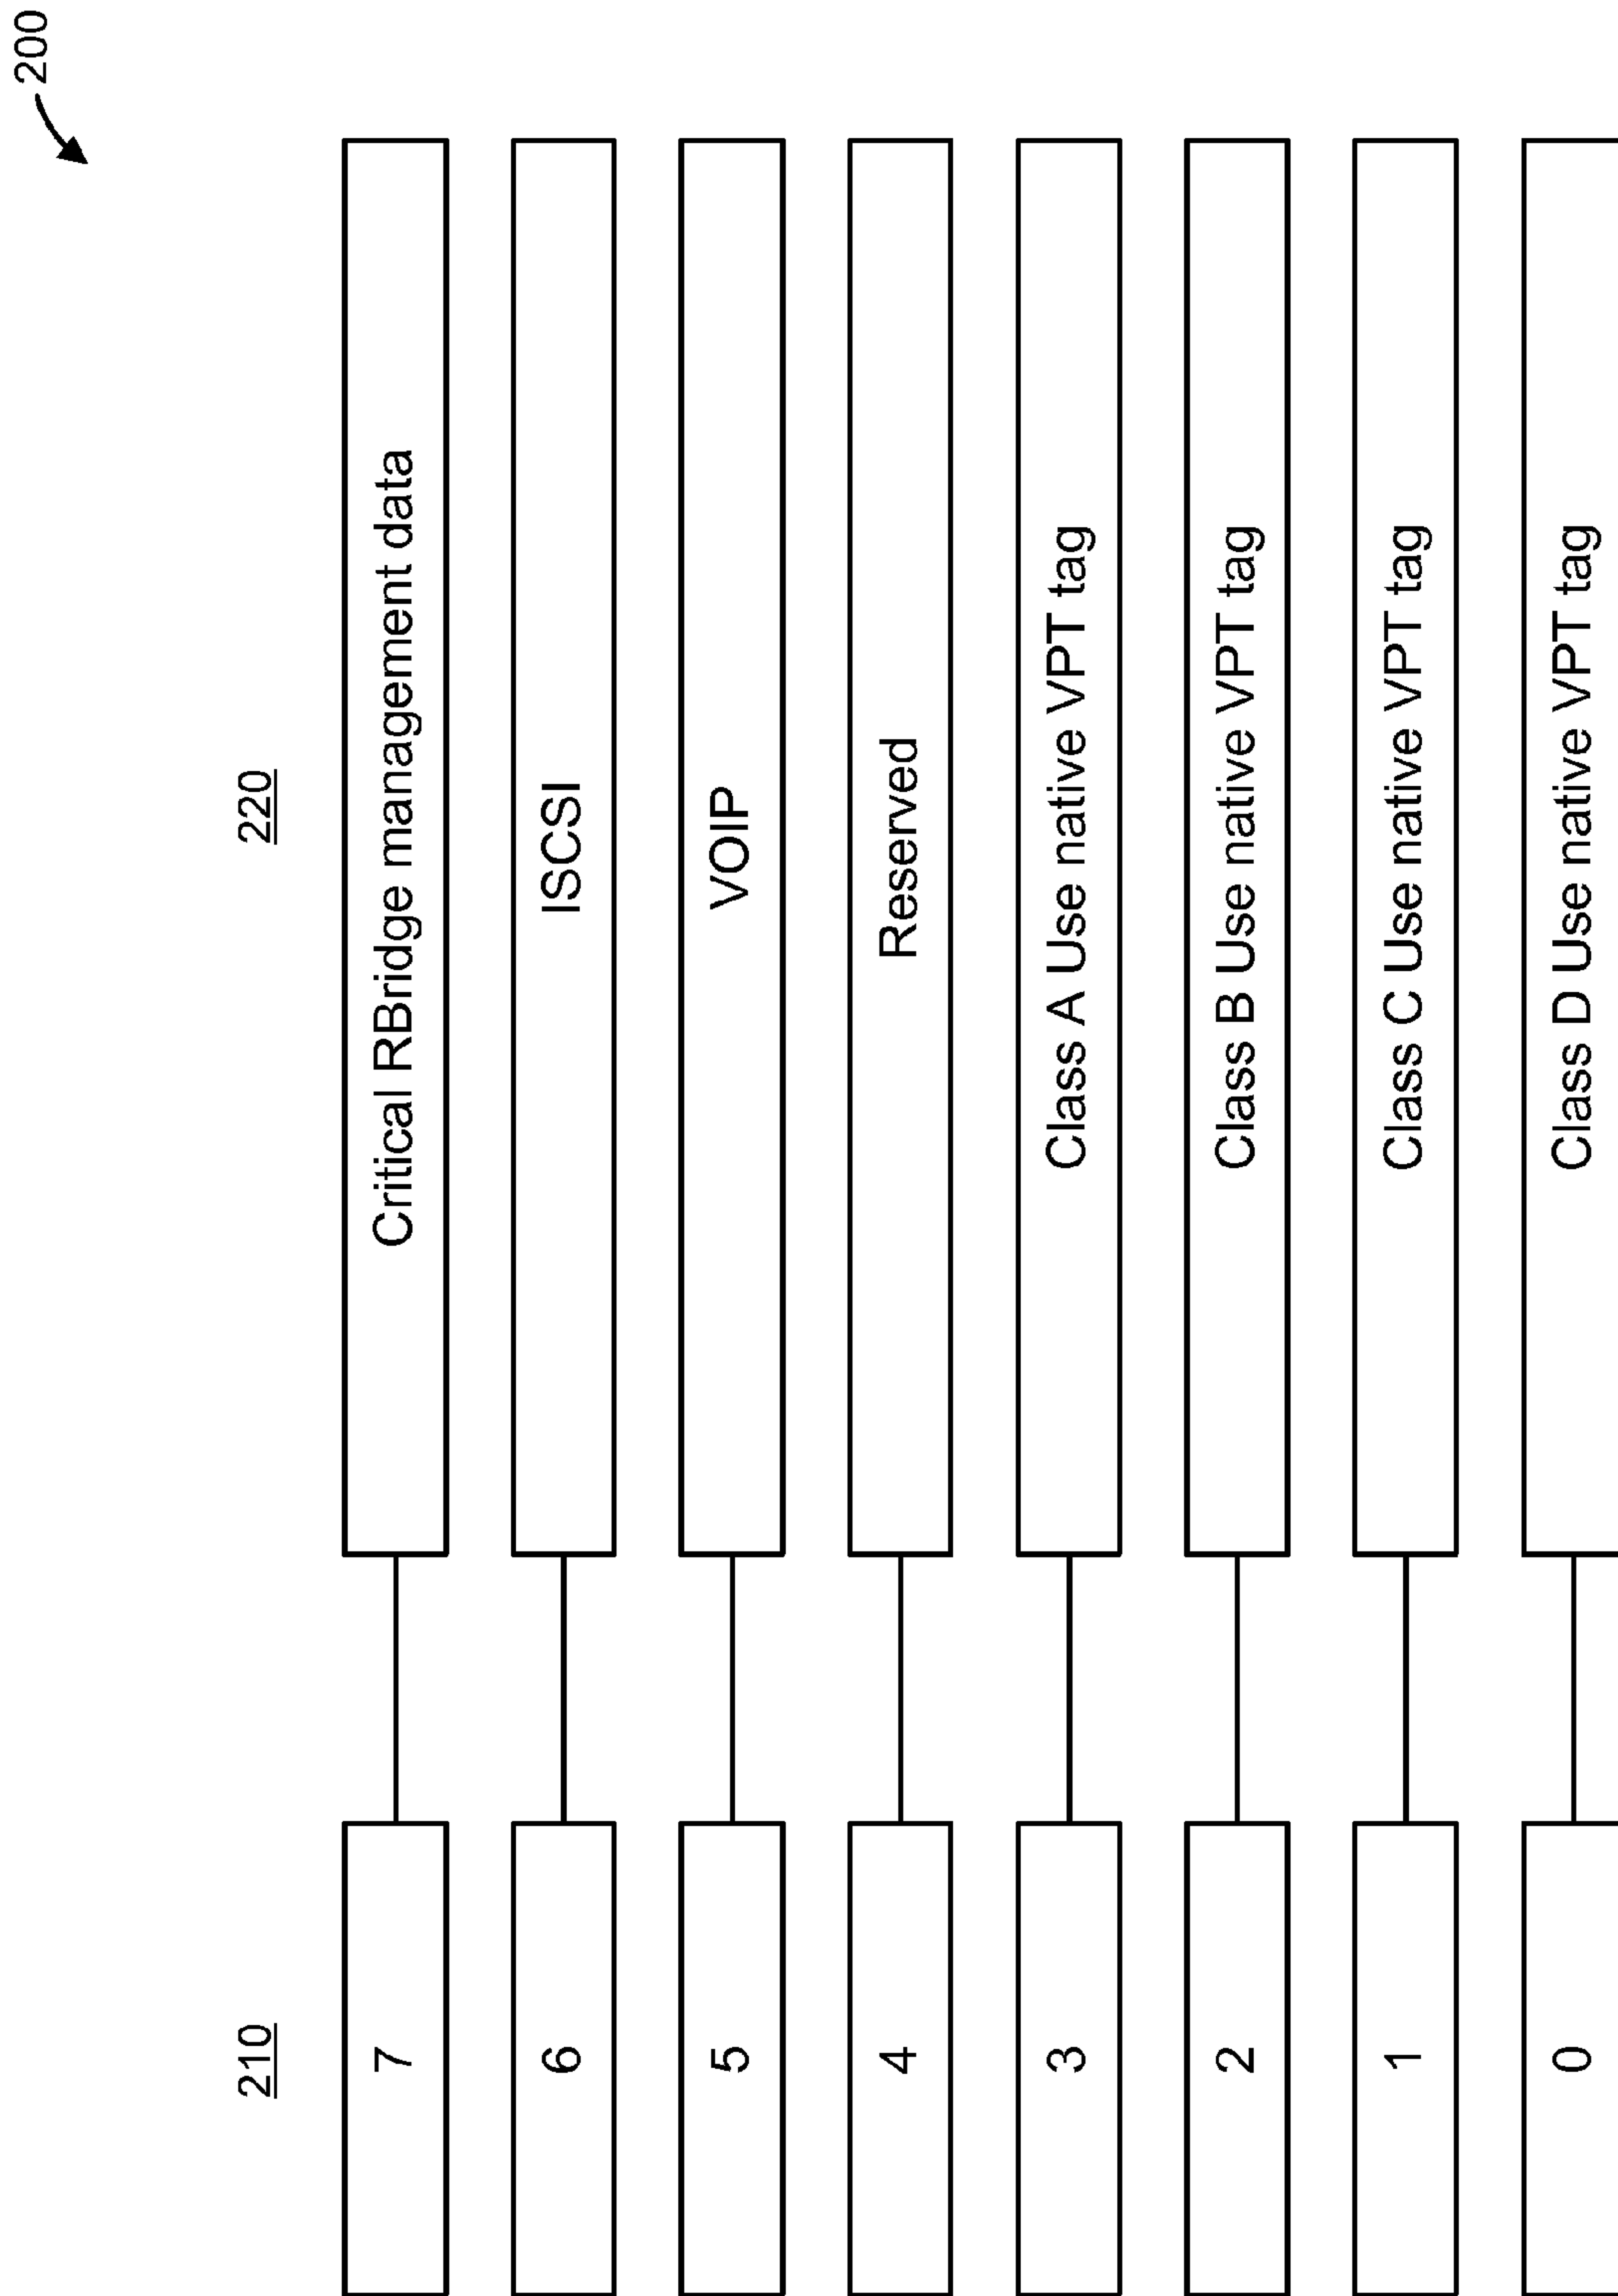 200
210 220
7 Critical RBridge management data
6 ISCSI
5 VOIP
4 Reserved
3 Class A Use native VPT tag
2 Class B Use native VPT tag
1 Class C Use native VPT tag
0 Class D Use native VPT tag